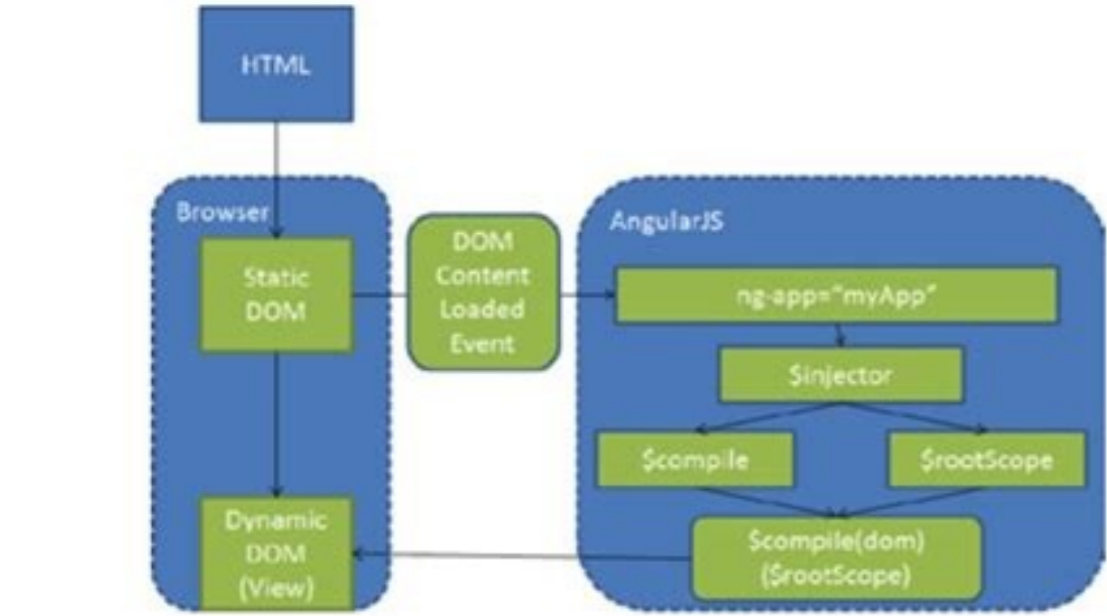 HTML
Browser
Static
DOM
DOM
Content
Loaded
Event
AngularJS
ng-app="myApp"
$injector
$compile
$rootScope
$compile(dom)
($rootScope)
Dynamic
DOM
(View)